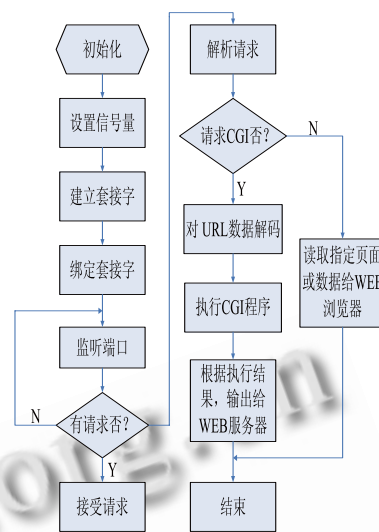 初始化
设置信号量
建立套接字
绑定套接字
监听端口
有请求否?
N
Y
接受请求
解析请求
请求CGI否?
N
Y
对 URL数据解码
执行CGI程序
根据执行结
果，输出给
WEB服务器
结束
读取指定页面
或数据给WEB
浏览器
org.cn